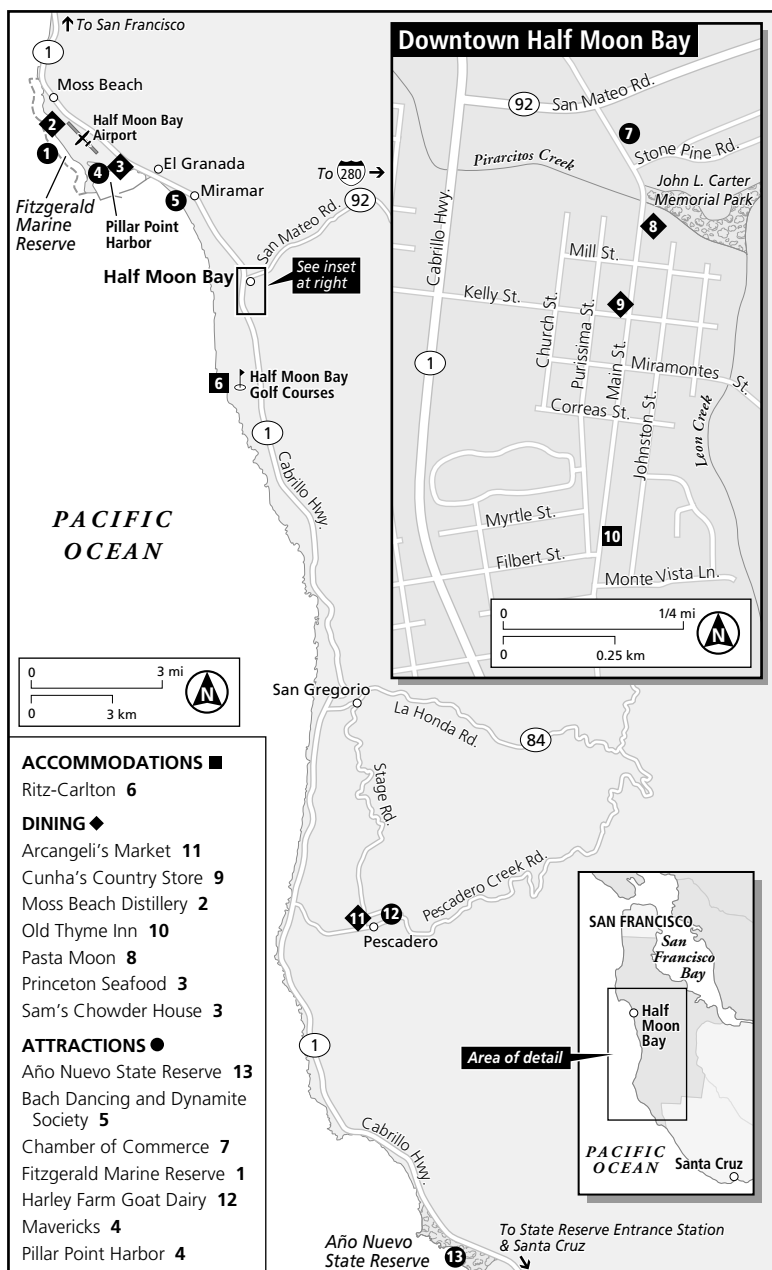 To San Francisco
1
Moss Beach
2
Half Moon Bay
Airport
1
4
3
El Granada
5
Miramar
Fitzgerald
Marine
Reserve
Pillar Point
Harbor
To 280
92
San Mateo Rd.
Half Moon Bay
See inset
at right
6
Half Moon Bay
Golf Courses
1
Cabrillo Hwy.
PACIFIC
OCEAN
Downtown Half Moon Bay
92
San Mateo Rd.
7
Stone Pine Rd.
Pirarcitos Creek
John L. Carter
Memorial Park
Cabrillo Hwy.
8
Mill St.
Kelly St.
9
Church St.
Purissima St.
Main St.
1
Miramontes St.
Correas St.
Johnston St.
Leon Creek
Myrtle St.
10
Filbert St.
Monte Vista Ln.
0 1/4 mi
0 0.25 km
N
0 3 mi
0 3 km
N
San Gregorio
La Honda Rd.
84
Stage Rd.
Pescadero Creek Rd.
11
12
Pescadero
1
Cabrillo Hwy.
Año Nuevo
State Reserve
13
To State Reserve Entrance Station
& Santa Cruz
ACCOMMODATIONS
Ritz-Carlton 6
DINING
Arcangeli's Market 11
Cunha's Country Store 9
Moss Beach Distillery 2
Old Thyme Inn 10
Pasta Moon 8
Princeton Seafood 3
Sam's Chowder House 3
ATTRACTIONS
Año Nuevo State Reserve 13
Bach Dancing and Dynamite
Society 5
Chamber of Commerce 7
Fitzgerald Marine Reserve 1
Harley Farm Goat Dairy 12
Mavericks 4
Pillar Point Harbor 4
SAN FRANCISCO
San
Francisco
Bay
Half
Moon
Bay
Area of detail
PACIFIC
OCEAN
Santa Cruz